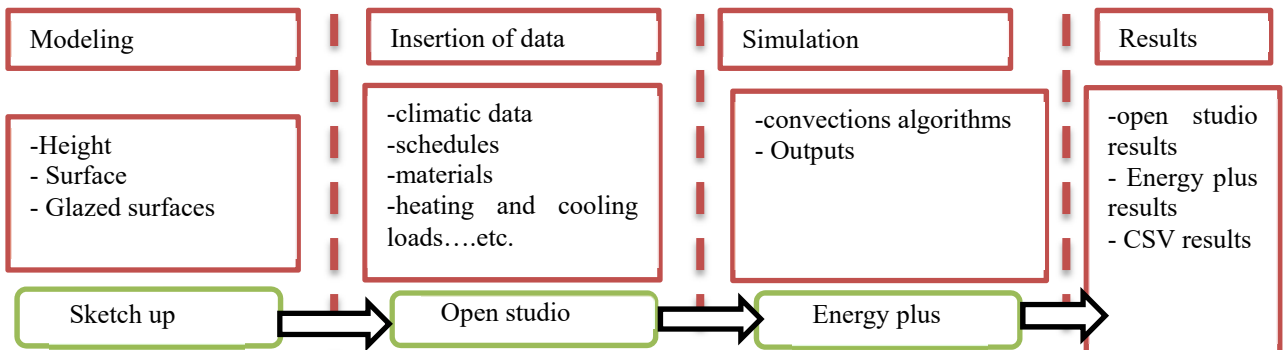 Modeling
Insertion of data
Simulation
Results
-Height
- Surface
- Glazed surfaces
-climatic data
-schedules
-materials
-heating and cooling
loads….etc.
-convections algorithms
- Outputs
-open studio
results
- Energy plus
results
- CSV results
Sketch up
Open studio
Energy plus